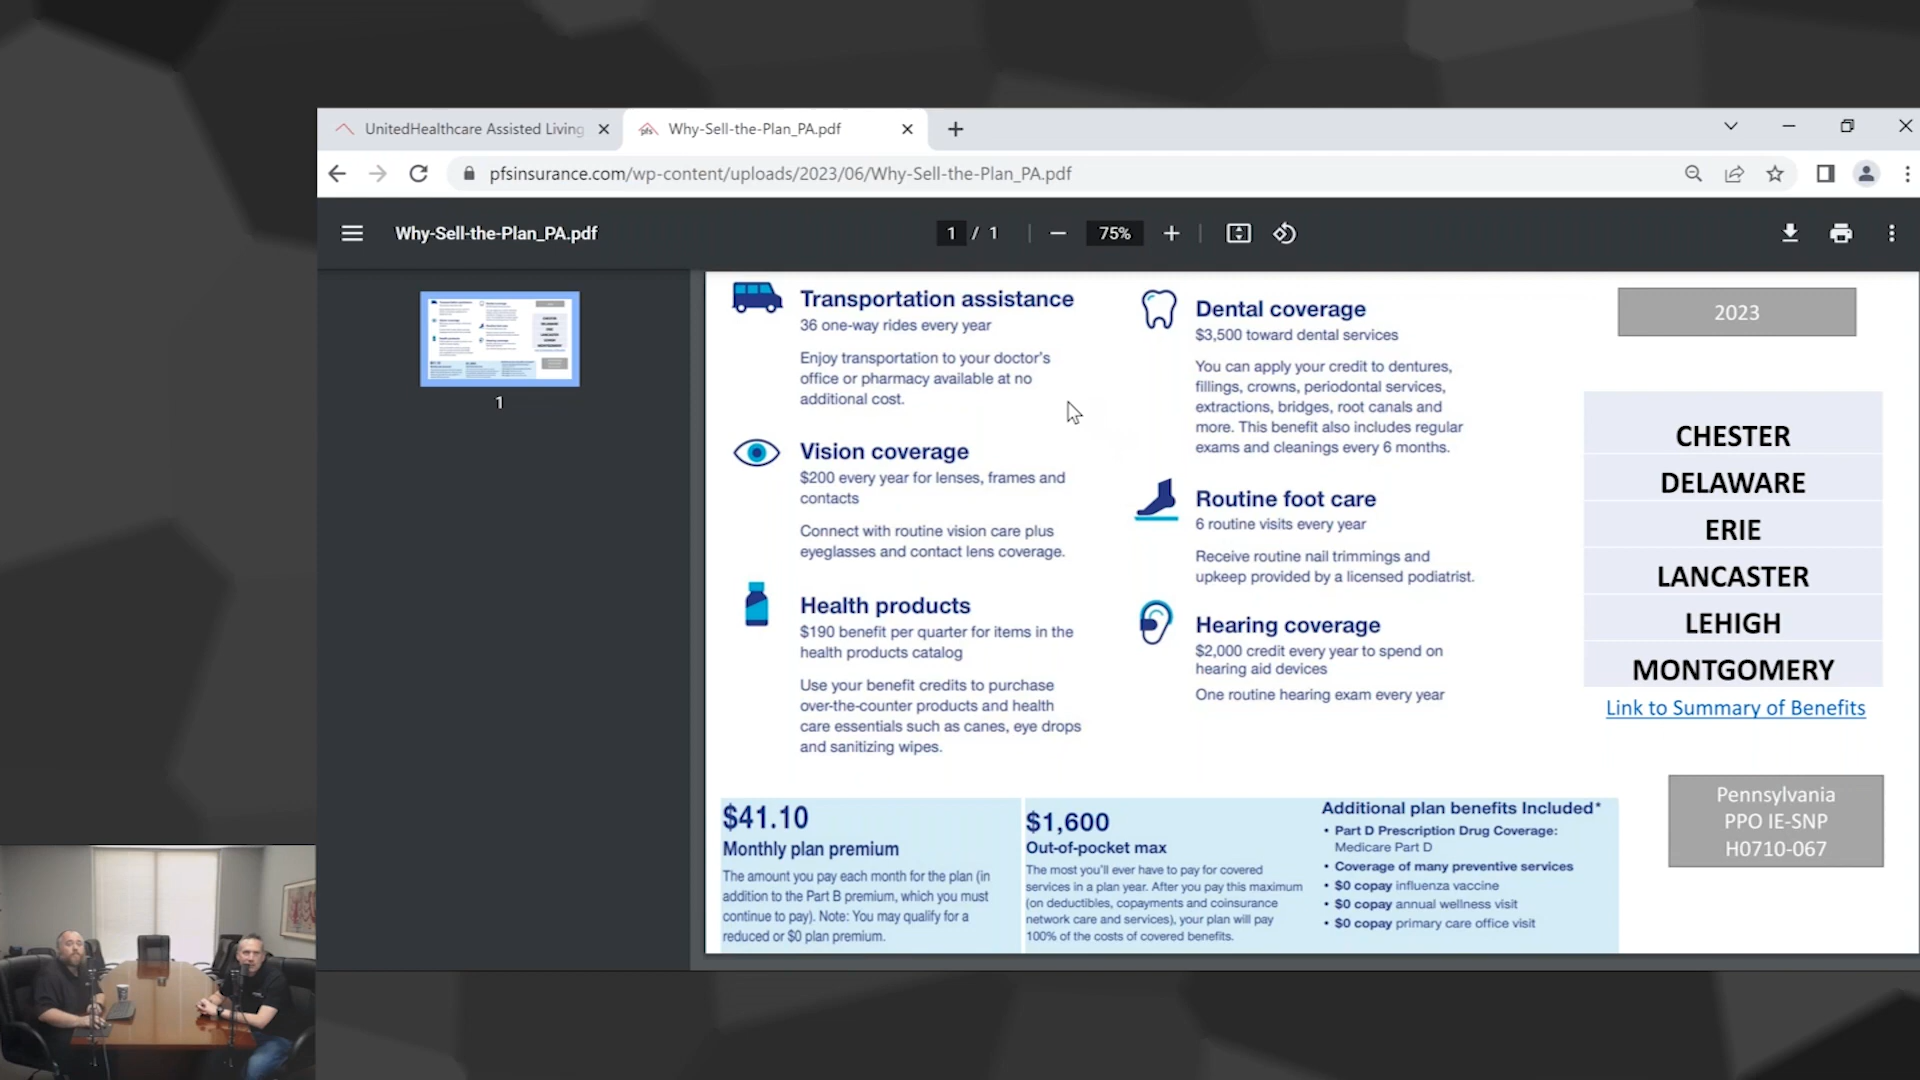 UnitedHealthcare Assisted Living
Why-Sell-the-Plan_PA.pdf
pfsinsurance.com/wp-content/uploads/2023/06/Why-Sell-the-Plan_PA.pdf
Why-Sell-the-Plan_PA.pdf
1 / 1
75%
1
Transportation assistance
36 one-way rides every year
Enjoy transportation to your doctor's
office or pharmacy available at no
additional cost.
Vision coverage
$200 every year for lenses, frames and
contacts
Connect with routine vision care plus
eyeglasses and contact lens coverage.
Health products
$190 benefit per quarter for items in the
health products catalog
Use your benefit credits to purchase
over-the-counter products and health
care essentials such as canes, eye drops
and sanitizing wipes.
Dental coverage
$3,500 toward dental services
You can apply your credit to dentures,
fillings, crowns, periodontal services,
extractions, bridges, root canals and
more. This benefit also includes regular
exams and cleanings every 6 months.
Routine foot care
6 routine visits every year
Receive routine nail trimmings and
upkeep provided by a licensed podiatrist.
Hearing coverage
$2,000 credit every year to spend on
hearing aid devices
One routine hearing exam every year
2023
CHESTER
DELAWARE
ERIE
LANCASTER
LEHIGH
MONTGOMERY
Link to Summary of Benefits
Pennsylvania
PPO IE-SNP
H0710-067
$41.10
Monthly plan premium
The amount you pay each month for the plan (in
addition to the Part B premium, which you must
continue to pay). Note: You may qualify for a
reduced or $0 plan premium.
$1,600
Out-of-pocket max
The most you'll ever have to pay for covered
services in a plan year. After you pay this maximum
(on deductibles, copayments and coinsurance
network care and services), your plan will pay
100% of the costs of covered benefits.
Additional plan benefits Included*
• Part D Prescription Drug Coverage:
Medicare Part D
• Coverage of many preventive services
• $0 copay influenza vaccine
• $0 copay annual wellness visit
• $0 copay primary care office visit